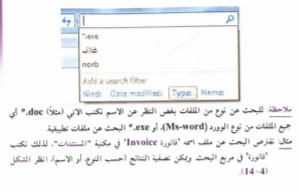 *.exe
غلاف
norb
Add a search filter
Kind: Date modified: Type: Name:
ملاحظة: للبحث عن نوع من الملفات بغض النظر عن الاسم نكتب الآتي (مثلاً) doc.* أي
جميع الملفات من نوع الوورد (Ms-word)، أو exe.* البحث عن ملفات تطبيقية.
مثال: نفترض البحث عن ملف اسمه "فاتورة Invoice" في مكتبة "المستندات"، لذلك نكتب
"فاتورة" في مربع البحث. ويمكن تصفية النتائج (حسب النوع، أو الاسم)، انظر الشكل
(4-14).